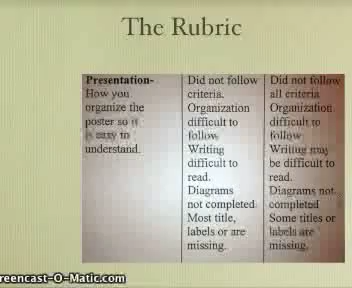 The Rubric
Presentation-
How you
organize the
poster so it
is easy to
understand.
Did not follow
criteria.
Organization
difficult to
follow.
Writing
difficult to
read.
Diagrams
not completed.
Most title,
labels or are
missing.
Did not follow
all criteria
Organization
difficult to
follow
Writing may
be difficult to
read.
Diagrams not
completed
Some titles or
labels are
missing.
reencast-O-Matic.com